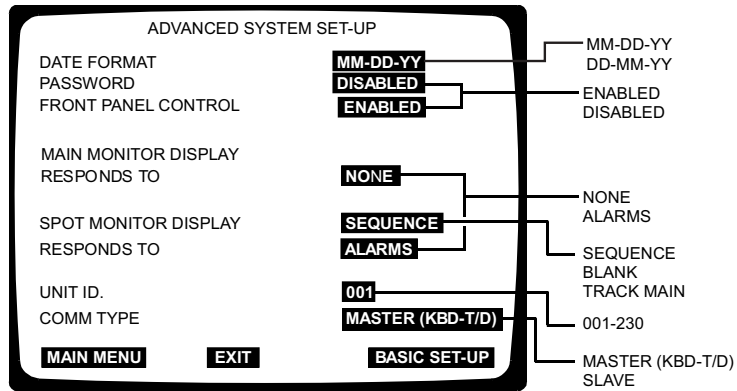 ADVANCED SYSTEM SET-UP
DATE FORMAT MM-DD-YY
PASSWORD DISABLED
FRONT PANEL CONTROL ENABLED
MAIN MONITOR DISPLAY
RESPONDS TO NONE
SPOT MONITOR DISPLAY SEQUENCE
RESPONDS TO ALARMS
UNIT ID. 001
COMM TYPE MASTER (KBD-T/D)
MAIN MENU EXIT BASIC SET-UP
MM-DD-YY
DD-MM-YY
ENABLED
DISABLED
NONE
ALARMS
SEQUENCE
BLANK
TRACK MAIN
001-230
MASTER (KBD-T/D)
SLAVE